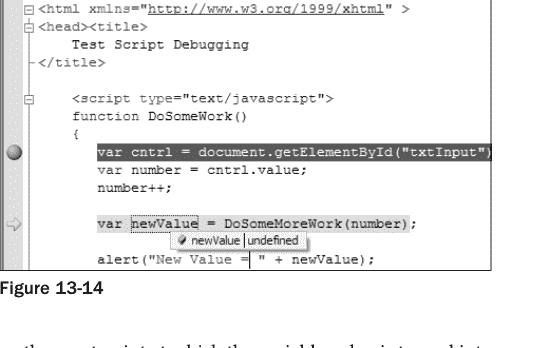 <html xmlns="http://www.w3.org/1999/xhtml" >
<head><title>
Test Script Debugging
</title>
<script type="text/javascript">
function DoSomeWork()
{
var cntrl = document.getElementById("txtInput")
var number = cntrl.value;
number++;
var newValue = DoSomeMoreWork(number);
newValue undefined
alert("New Value = " + newValue);
Figure 13-14